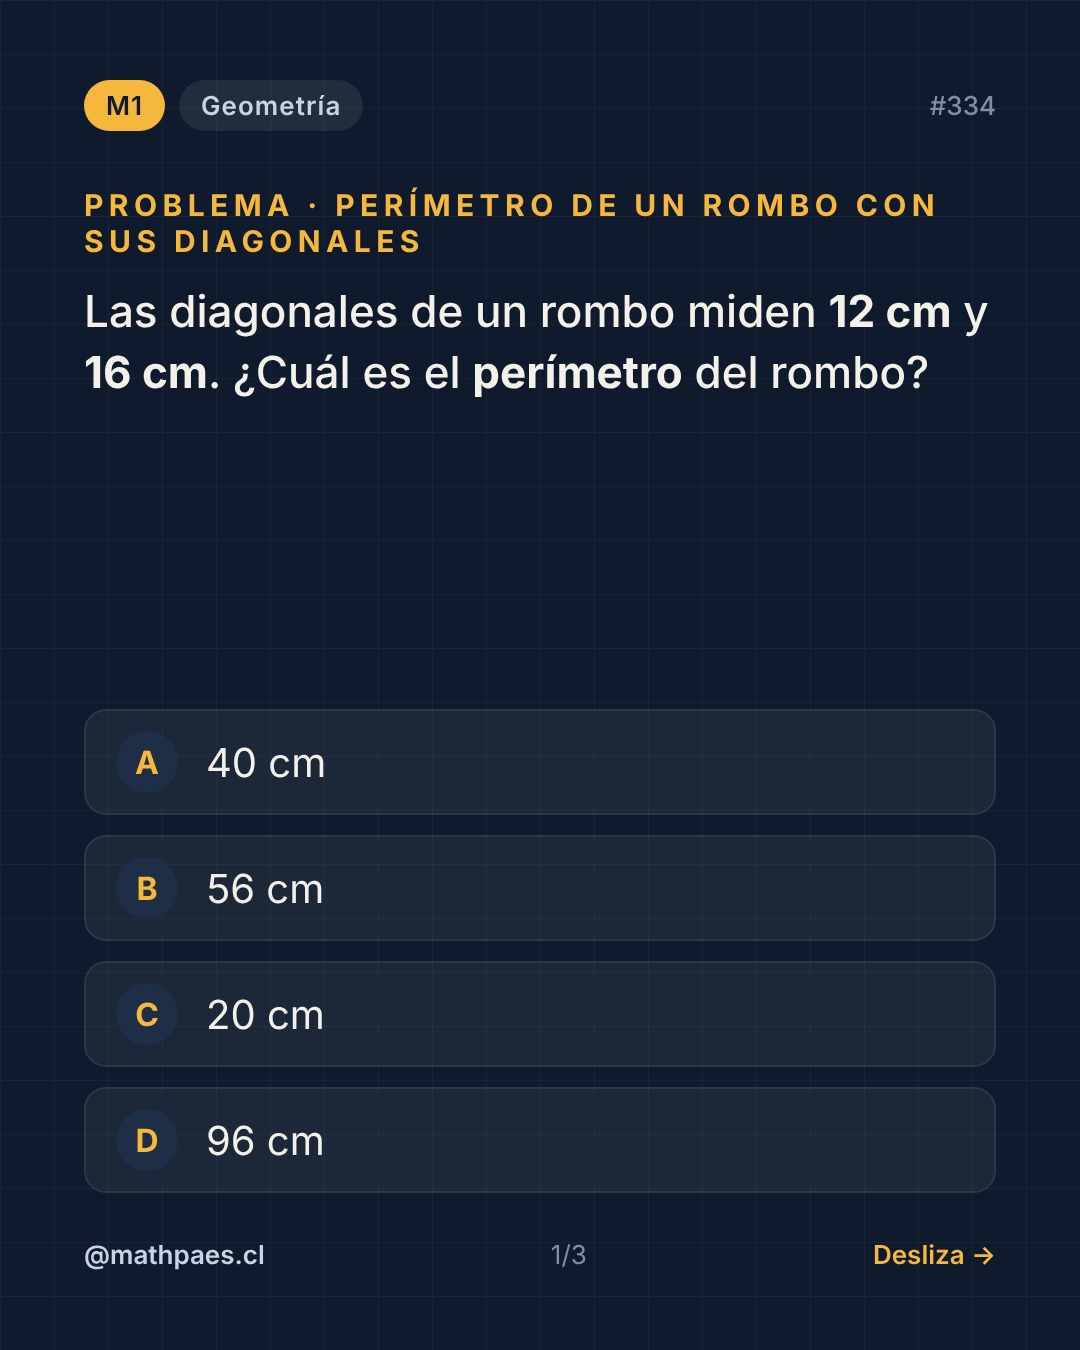 M1 Geometría #334
PROBLEMA · PERÍMETRO DE UN ROMBO CON
SUS DIAGONALES
Las diagonales de un rombo miden 12 cm y
16 cm. ¿Cuál es el perímetro del rombo?
A 40 cm
B 56 cm
C 20 cm
D 96 cm
@mathpaes.cl 1/3 Desliza →